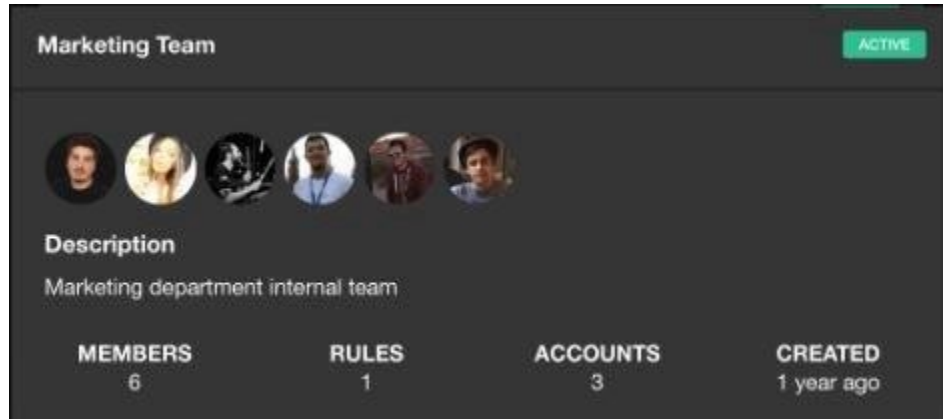 Marketing Team
ACTIVE
Description
Marketing department internal team
MEMBERS RULES ACCOUNTS CREATED
6 1 3 1 year ago